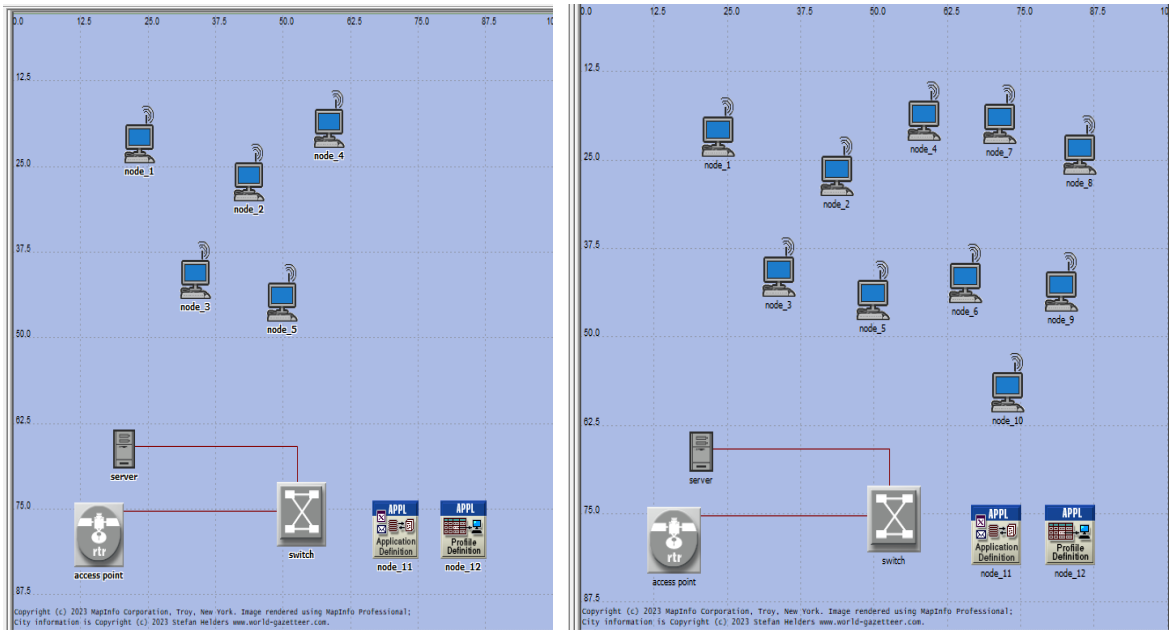 0.0 12.5 25.0 37.5 50.0 62.5 75.0 87.5 10
12.5
node_4
node_1
25.0
node_2
37.5
node_3
node_5
50.0
62.5
server
75.0
rtr
access point
switch
APPL
Application
Definition
node_11
APPL
Profile
Definition
node_12
87.5
Copyright (c) 2023 MapInfo Corporation, Troy, New York. Image rendered using MapInfo Professional;
City information is Copyright (c) 2023 Stefan Helders www.world-gazetteer.com.
0.0 12.5 25.0 37.5 50.0 62.5 75.0 87.5 10
12.5
node_4
node_7
node_1
25.0
node_8
node_2
37.5
node_3
node_6
node_9
node_5
50.0
node_10
62.5
server
75.0
rtr
access point
switch
APPL
Application
Definition
node_11
APPL
Profile
Definition
node_12
87.5
Copyright (c) 2023 MapInfo Corporation, Troy, New York. Image rendered using MapInfo Professional;
City information is Copyright (c) 2023 Stefan Helders www.world-gazetteer.com.